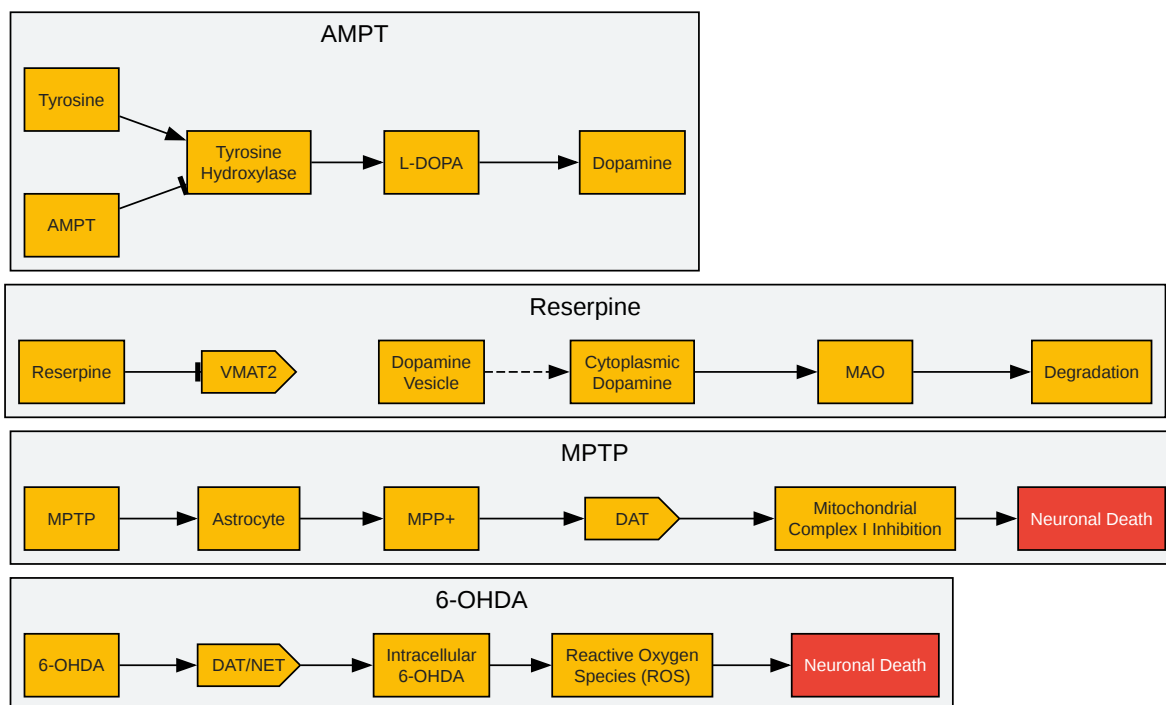 AMPT
Tyrosine
AMPT
Tyrosine
Hydroxylase
L-DOPA
Dopamine
Reserpine
Reserpine
VMAT2
Dopamine
Vesicle
Cytoplasmic
Dopamine
MAO
Degradation
MPTP
MPTP
Astrocyte
MPP+
DAT
Mitochondrial
Complex I Inhibition
Neuronal Death
6-OHDA
6-OHDA
DAT/NET
Intracellular
6-OHDA
Reactive Oxygen
Species (ROS)
Neuronal Death